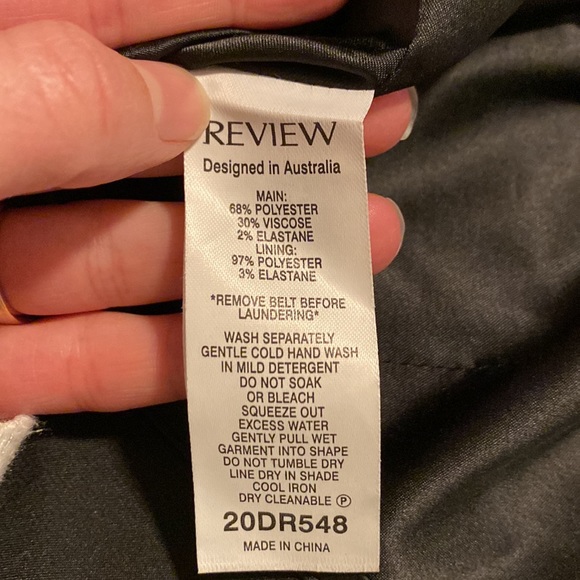 REVIEW
Designed in Australia
MAIN:
68% POLYESTER
30% VISCOSE
2% ELASTANE
LINING:
97% POLYESTER
3% ELASTANE
*REMOVE BELT BEFORE
LAUNDERING*
WASH SEPARATELY
GENTLE COLD HAND WASH
IN MILD DETERGENT
DO NOT SOAK
OR BLEACH
SQUEEZE OUT
EXCESS WATER
GENTLY PULL WET
GARMENT INTO SHAPE
DO NOT TUMBLE DRY
LINE DRY IN SHADE
COOL IRON
DRY CLEANABLE Ⓟ
20DR548
MADE IN CHINA